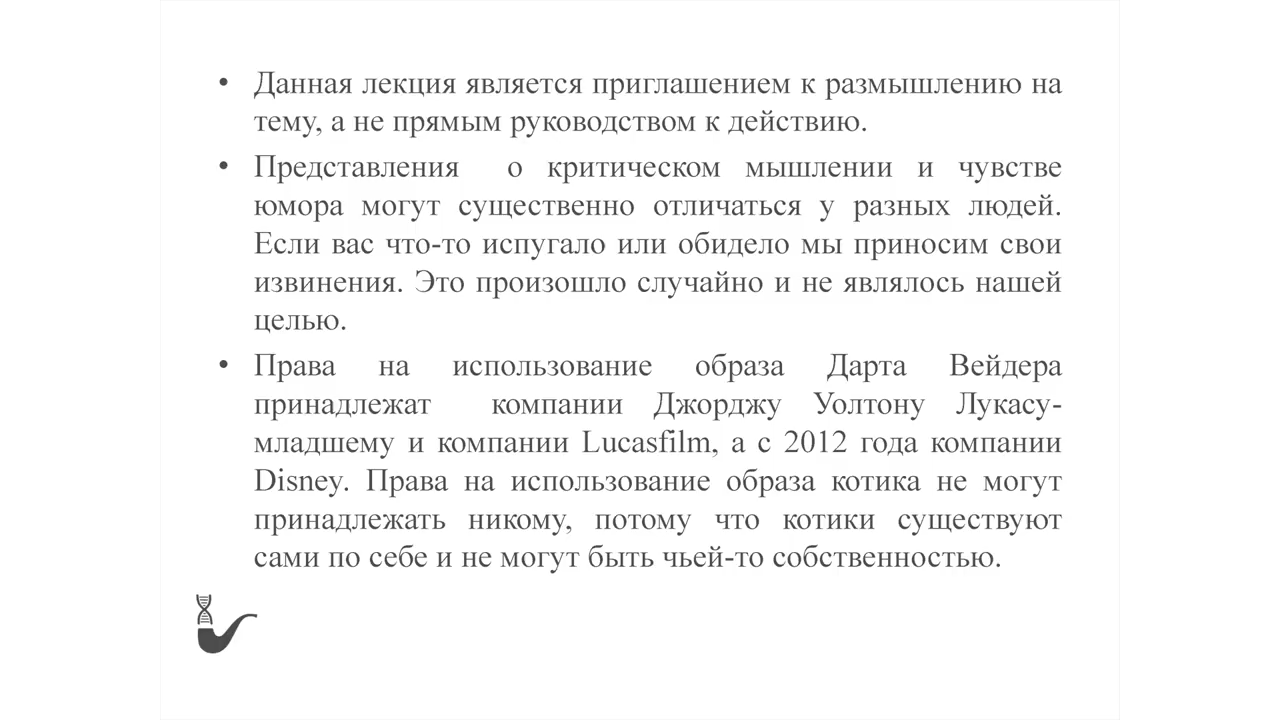 • Данная лекция является приглашением к размышлению на
тему, а не прямым руководством к действию.
• Представления о критическом мышлении и чувстве
юмора могут существенно отличаться у разных людей.
Если вас что-то испугало или обидело мы приносим свои
извинения. Это произошло случайно и не являлось нашей
целью.
• Права на использование образа Дарта Вейдера
принадлежат компании Джорджу Уолтону Лукасу-
младшему и компании Lucasfilm, а с 2012 года компании
Disney. Права на использование образа котика не могут
принадлежать никому, потому что котики существуют
сами по себе и не могут быть чьей-то собственностью.